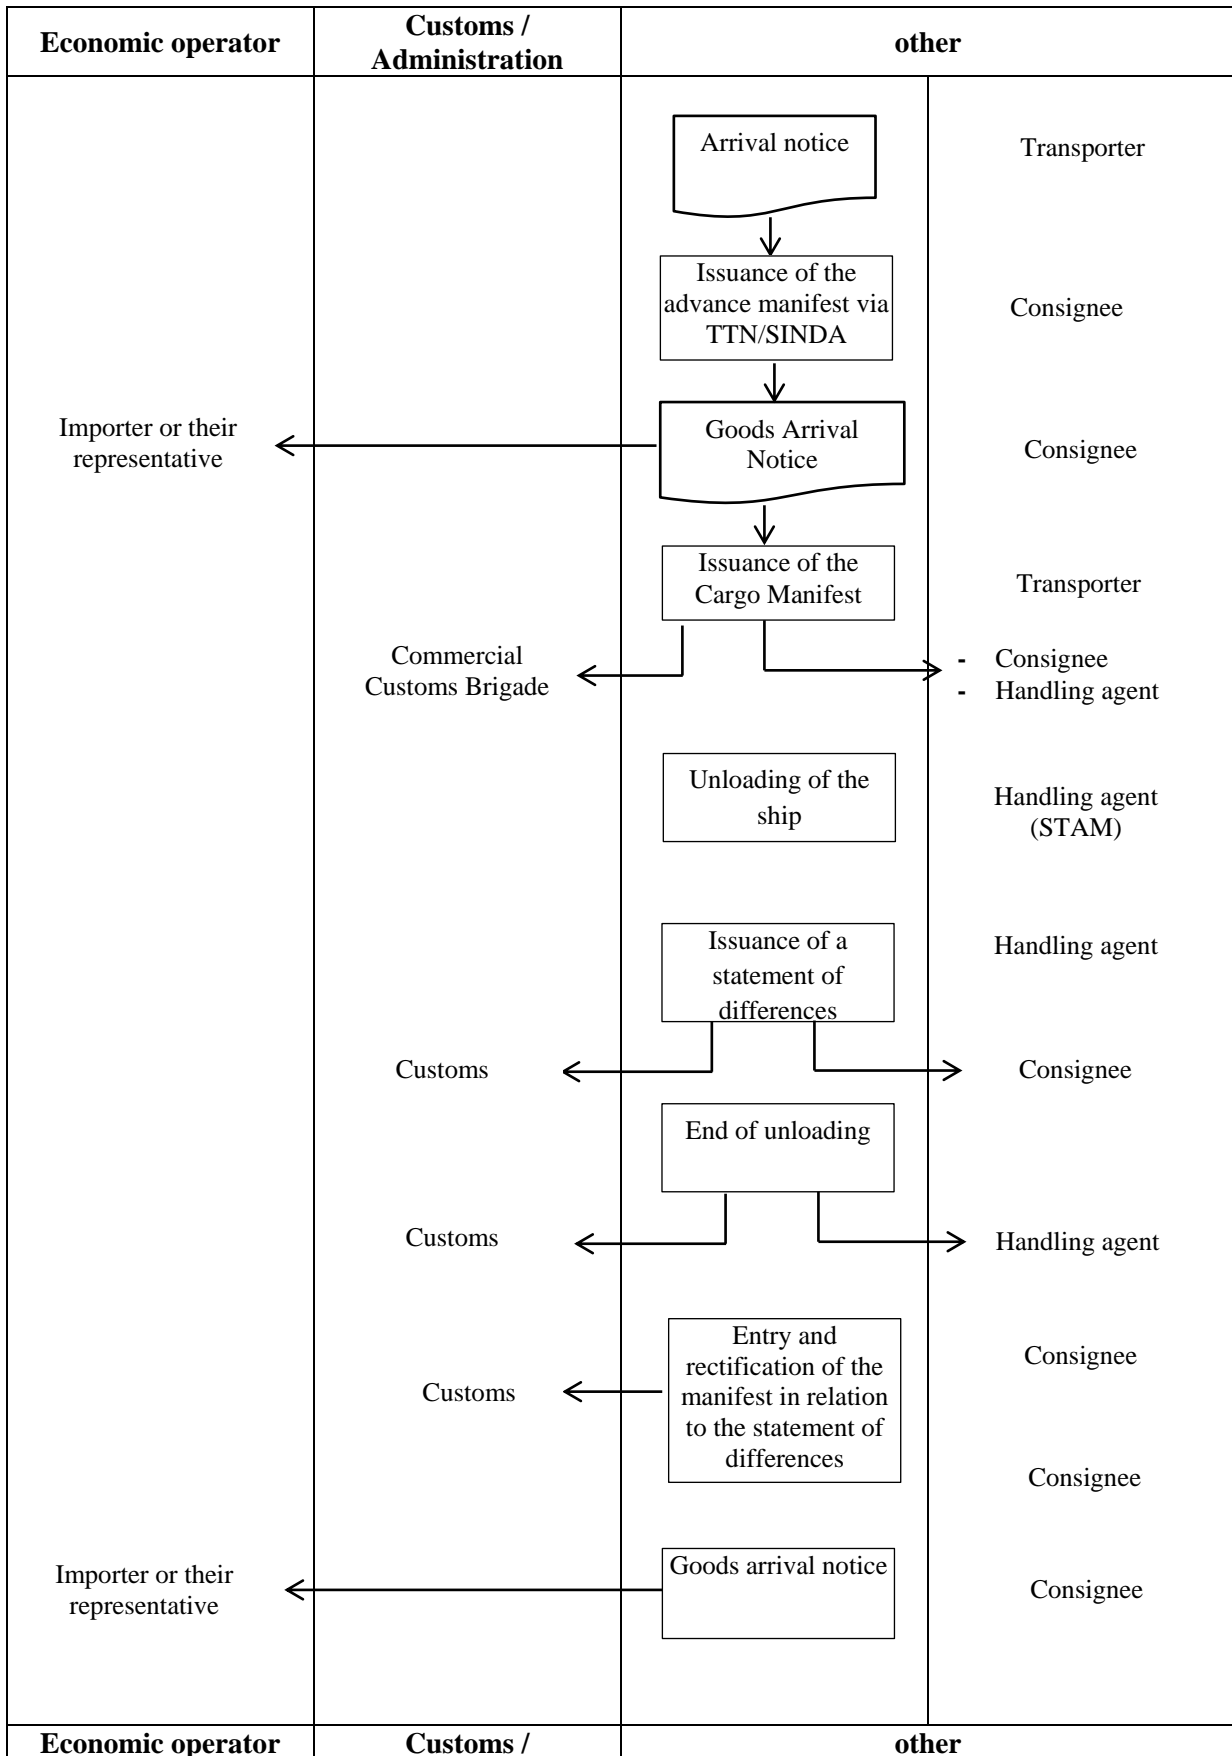 Economic operator
Customs /
Administration
other
Arrival notice
Transporter
Issuance of the
advance manifest via
TTN/SINDA
Consignee
Importer or their
representative
Goods Arrival
Notice
Consignee
Issuance of the
Cargo Manifest
Transporter
Commercial
Customs Brigade
- Consignee
- Handling agent
Unloading of the
ship
Handling agent
(STAM)
Issuance of a
statement of
differences
Handling agent
Customs
Consignee
End of unloading
Customs
Handling agent
Entry and
rectification of the
manifest in relation
to the statement of
differences
Consignee
Customs
Consignee
Importer or their
representative
Goods arrival notice
Consignee
Economic operator
Customs /
other